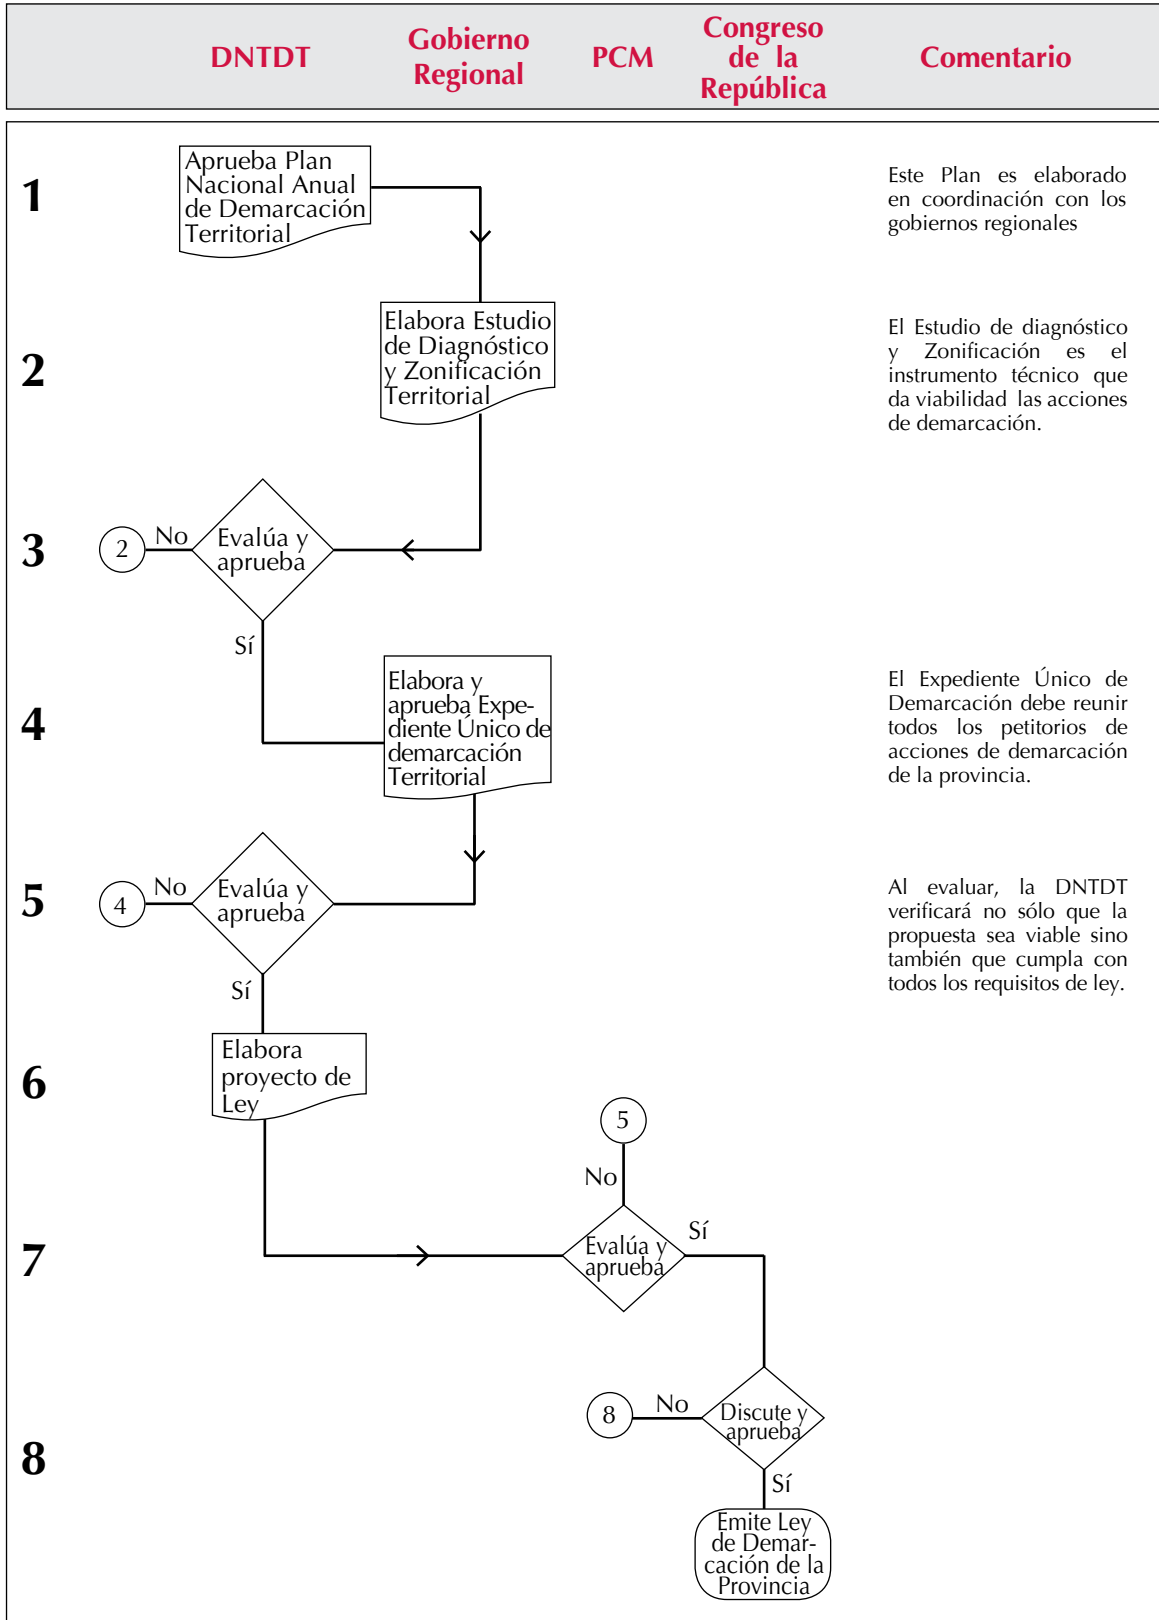 DNTDT
Gobierno
Regional
PCM
Congreso
de la
República
Comentario
1
Aprueba Plan
Nacional Anual
de Demarcación
Territorial
Este Plan es elaborado
en coordinación con los
gobiernos regionales
2
Elabora Estudio
de Diagnóstico
y Zonificación
Territorial
El Estudio de diagnóstico
y Zonificación es el
instrumento técnico que
da viabilidad las acciones
de demarcación.
3
2
No
Evalúa y
aprueba
Sí
4
Elabora y
aprueba Expe-
diente Único de
demarcación
Territorial
El Expediente Único de
Demarcación debe reunir
todos los petitorios de
acciones de demarcación
de la provincia.
5
4
No
Evalúa y
aprueba
Sí
Al evaluar, la DNTDT
verificará no sólo que la
propuesta sea viable sino
también que cumpla con
todos los requisitos de ley.
6
Elabora
proyecto de
Ley
5
No
7
Evalúa y
aprueba
Sí
8
8
No
Discute y
aprueba
Sí
Emite Ley
de Demar-
cación de la
Provincia